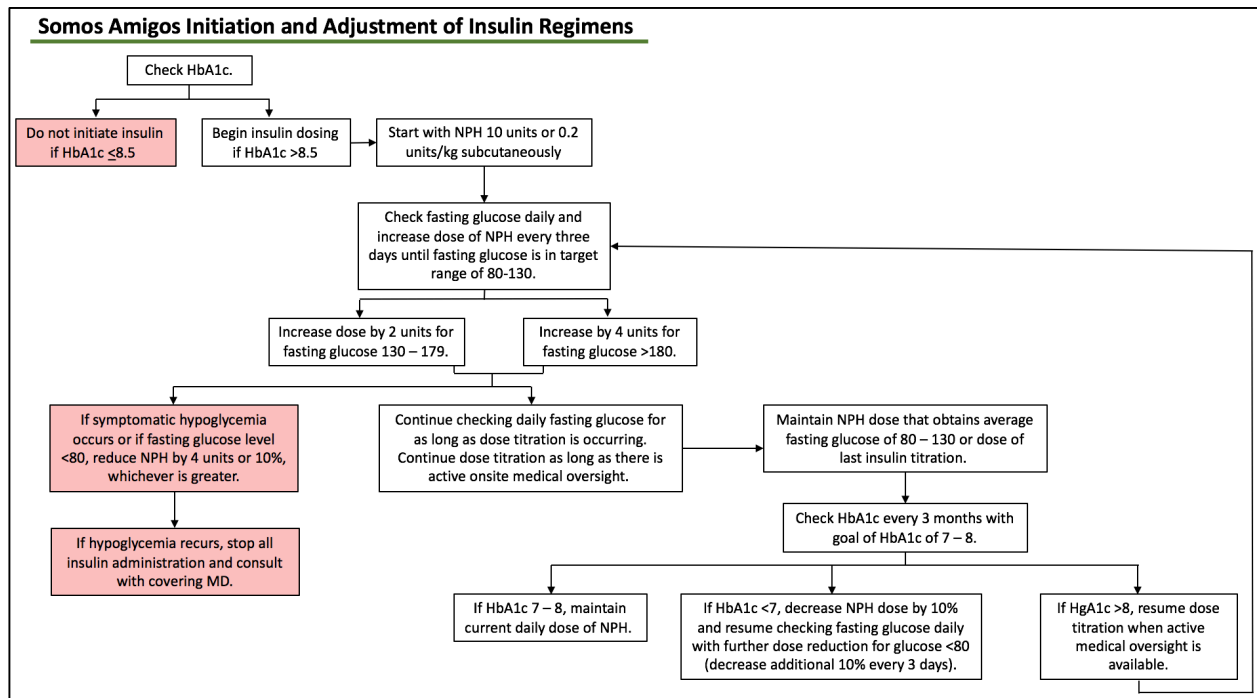 Somos Amigos Initiation and Adjustment of Insulin Regimens
Check HbA1c.
Do not initiate insulin
if HbA1c ≤8.5
Begin insulin dosing
if HbA1c >8.5
Start with NPH 10 units or 0.2
units/kg subcutaneously
Check fasting glucose daily and
increase dose of NPH every three
days until fasting glucose is in target
range of 80-130.
Increase dose by 2 units for
fasting glucose 130 – 179.
Increase by 4 units for
fasting glucose >180.
If symptomatic hypoglycemia
occurs or if fasting glucose level
<80, reduce NPH by 4 units or 10%,
whichever is greater.
Continue checking daily fasting glucose for
as long as dose titration is occurring.
Continue dose titration as long as there is
active onsite medical oversight.
Maintain NPH dose that obtains average
fasting glucose of 80 – 130 or dose of
last insulin titration.
If hypoglycemia recurs, stop all
insulin administration and consult
with covering MD.
Check HbA1c every 3 months with
goal of HbA1c of 7 – 8.
If HbA1c 7 – 8, maintain
current daily dose of NPH.
If HbA1c <7, decrease NPH dose by 10%
and resume checking fasting glucose daily
with further dose reduction for glucose <80
(decrease additional 10% every 3 days).
If HgA1c >8, resume dose
titration when active
medical oversight is
available.